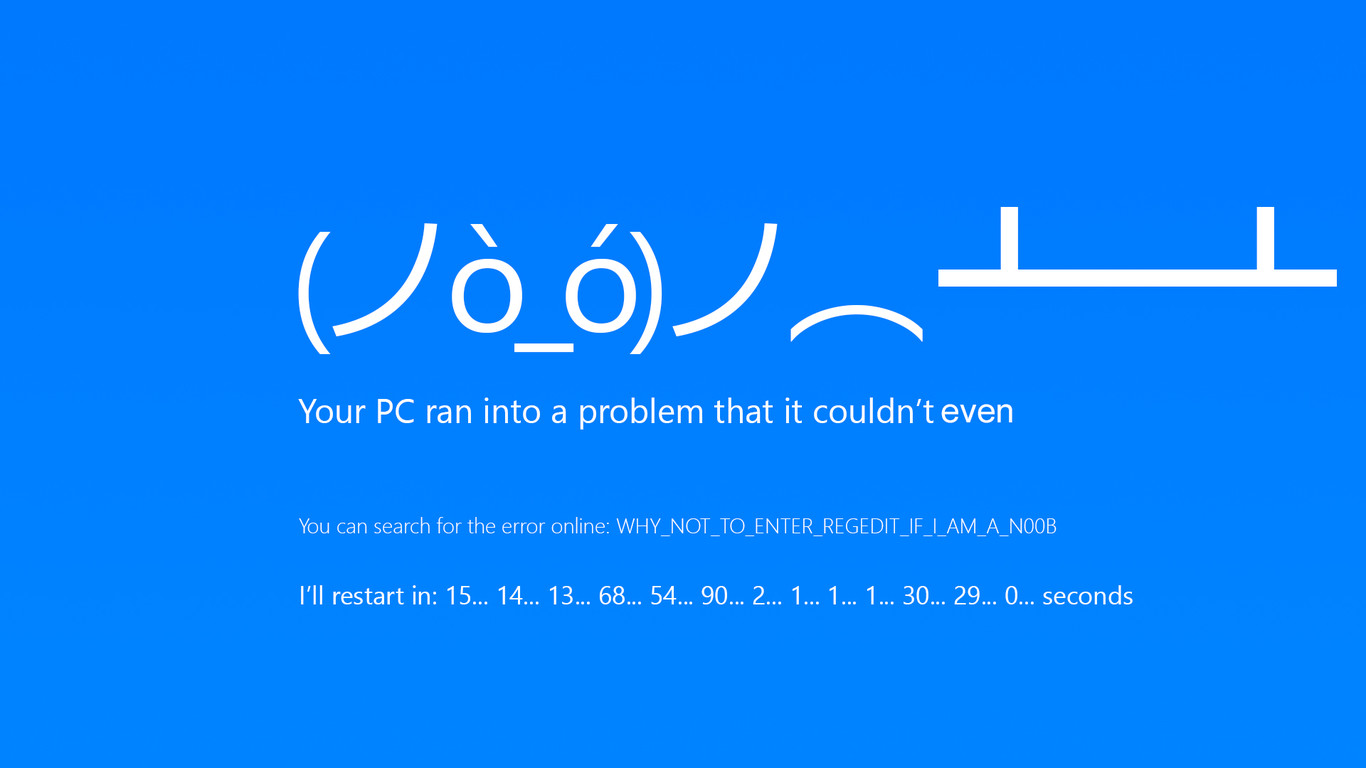 (ノò_ó)ノ︵┻━┻
Your PC ran into a problem that it couldn’t even
You can search for the error online: WHY_NOT_TO_ENTER_REGEDIT_IF_I_AM_A_N00B
I’ll restart in: 15... 14... 13... 68... 54... 90... 2... 1... 1... 1... 30... 29... 0... seconds